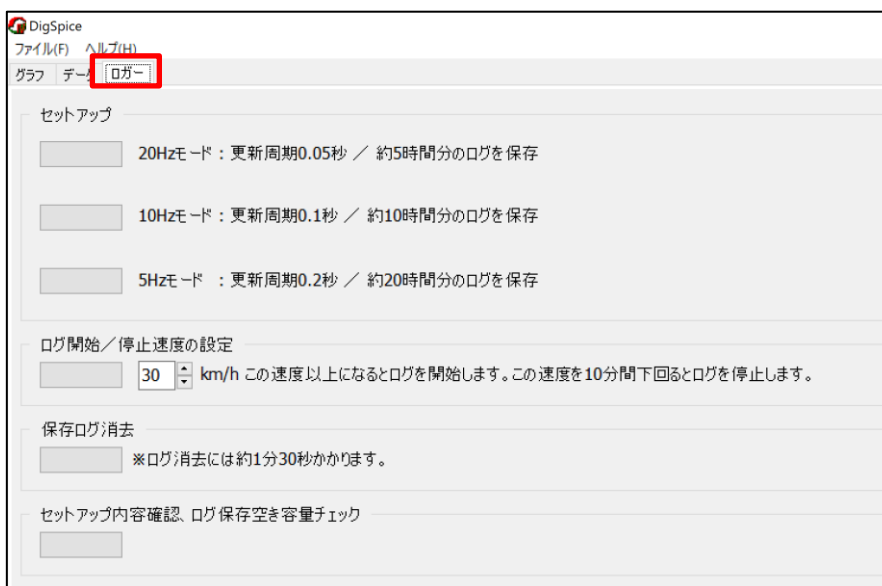 DigSpice
ファイル(F) ヘルプ(H)
グラフ データ ロガー
セットアップ
20Hzモード:更新周期0.05秒 / 約5時間分のログを保存
10Hzモード:更新周期0.1秒 / 約10時間分のログを保存
5Hzモード :更新周期0.2秒 / 約20時間分のログを保存
ログ開始/停止速度の設定
30 km/h この速度以上になるとログを開始します。この速度を10分間下回るとログを停止します。
保存ログ消去
※ログ消去には約1分30秒かかります。
セットアップ内容確認、ログ保存空き容量チェック